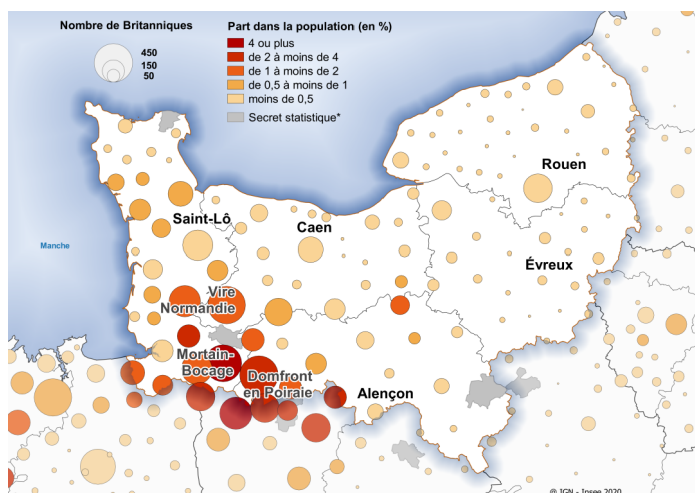 Nombre de Britanniques
450
150
50
Part dans la population (en %)
4 ou plus
de 2 à moins de 4
de 1 à moins de 2
de 0,5 à moins de 1
moins de 0,5
Secret statistique*
Rouen
Saint-Lô
Caen
Manche
Évreux
Vire
Normandie
Mortain-
Bocage
Domfront
en Poiraie
Alençon
@ IGN - Insee 2020